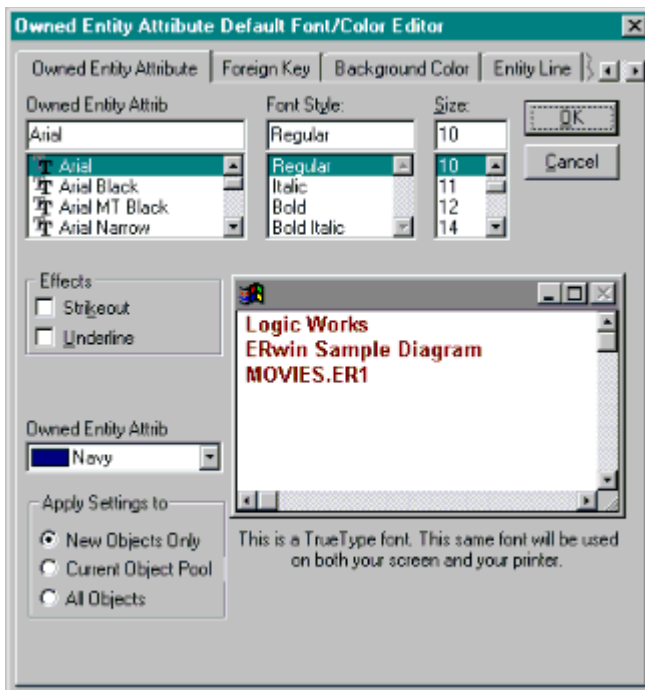 Owned Entity Attribute Default Font/Color Editor
Owned Entity Attribute Foreign Key Background Color Entity Line
Owned Entity Attrib Font Style: Size:
Arial Regular 10 OK
Arial Regular 10 Cancel
Arial Black Italic 11
Arial MT Black Bold 12
Arial Narrow Bold Italic 14
Effects
Strikeout
Underline
Logic Works
ERwin Sample Diagram
MOVIES.ER1
Owned Entity Attrib
Navy
Apply Settings to
New Objects Only
Current Object Pool
All Objects
This is a TrueType font. This same font will be used
on both your screen and your printer.